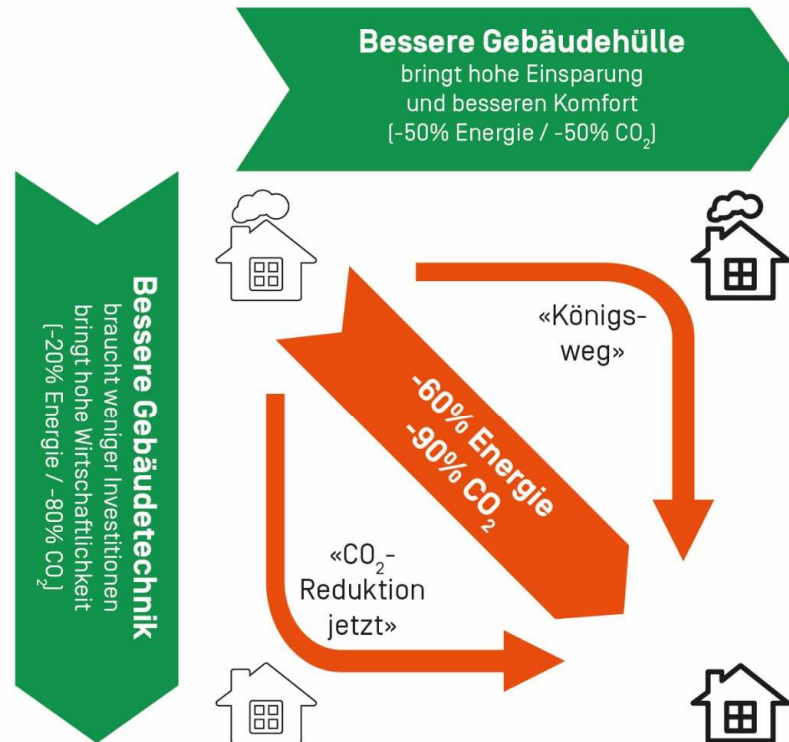 Bessere Gebäudehülle
bringt hohe Einsparung
und besseren Komfort
(-50% Energie / -50% CO₂)
Bessere Gebäudetechnik
braucht weniger Investitionen
bringt hohe Wirtschaftlichkeit
(-20% Energie / -80% CO₂)
«Königs-
weg»
-60% Energie
-90% CO₂
«CO₂-
Reduktion
jetzt»